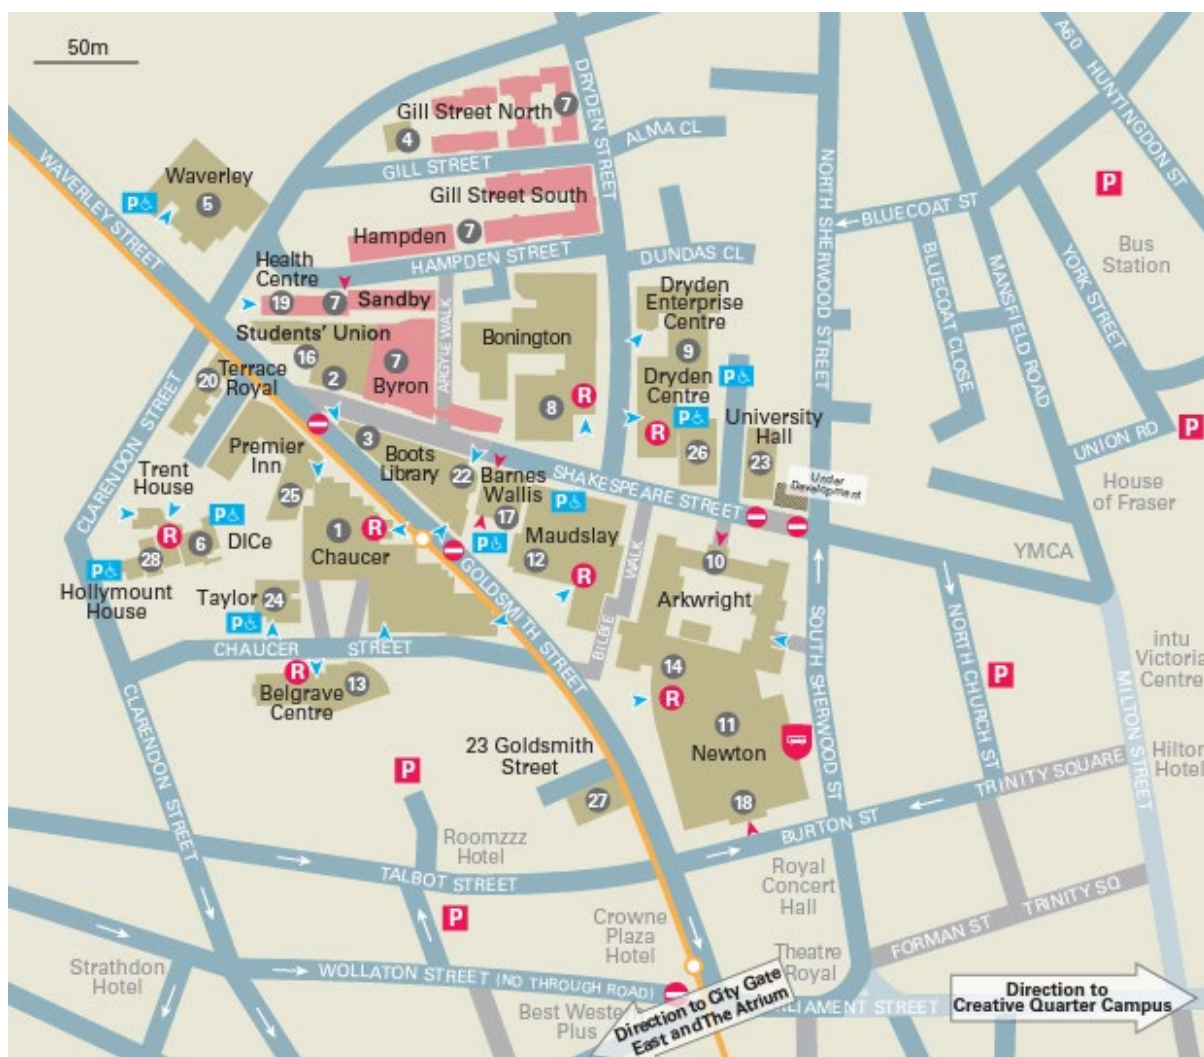 50m
A60 HUNTINGDON ST
DRYDEN STREET
Gill Street North
7
4
ALMA CL
GILL STREET
WAVERLEY STREET
Waverley
5
P
P
Gill Street South
NORTH SHERWOOD STREET
BLUECOAT ST
Hampden
7
HAMPDEN STREET
DUNDAS CL
BLUECOAT CLOSE
MANSFIELD ROAD
YORK STREET
Bus
Station
Health
Centre
19
7
Sandby
ARGYLE WALK
Dryden
Enterprise
Centre
9
Students' Union
16
2
7
Byron
Bonington
8
R
20
Terrace
Royal
Dryden
Centre
P
P
R
26
University
Hall
23
Under
Development
CLARENDON STREET
Premier
Inn
25
3
Boots
Library
22
Barnes
Wallis
17
SHAKESPEARE STREET
UNION RD
P
House
of Fraser
Trent
House
R
P
6
DICe
28
P
Hollymount
House
1
R
Chaucer
P
P
Maudslay
12
R
BILBIE WALK
10
Arkwright
YMCA
Taylor
24
P
CHAUCER STREET
GOLDSMITH STREET
SOUTH SHERWOOD ST
NORTH CHURCH ST
intu
Victoria
Centre
MILTON STREET
R
Belgrave
Centre
13
14
R
11
Newton
P
CLARENDON STREET
23 Goldsmith
Street
27
18
P
TRINITY SQUARE
Hilton
Hotel
BURTON ST
Roomzzz
Hotel
TALBOT STREET
Royal
Concert
Hall
P
Crowne
Plaza
Hotel
FORMAN ST
TRINITY SQ
Strathdon
Hotel
WOLLATON STREET (NO THROUGH ROAD)
Theatre
Royal
Best Weste
Plus
Direction to City Gate
East and The Atrium
LIAMENT STREET
Direction to
Creative Quarter Campus